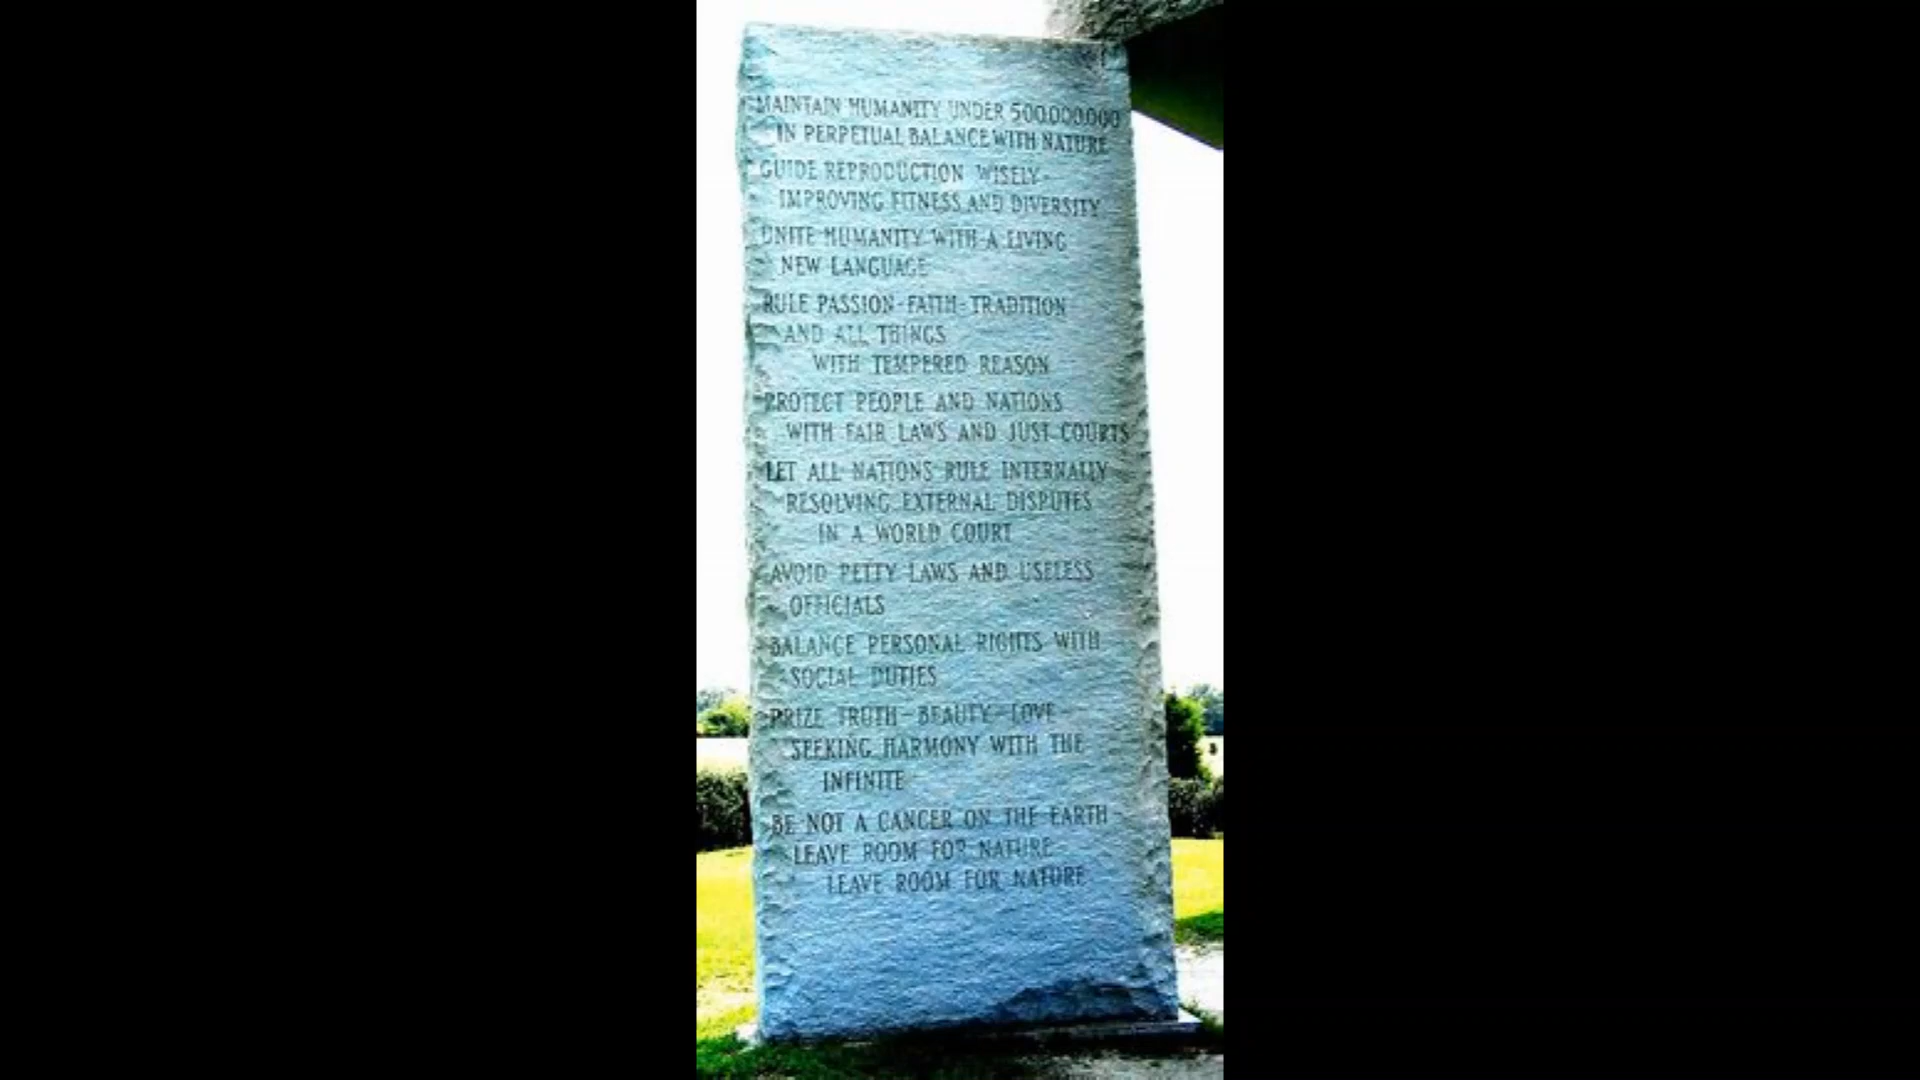 MAINTAIN HUMANITY UNDER 500,000,000
IN PERPETUAL BALANCE WITH NATURE
GUIDE REPRODUCTION WISELY-
IMPROVING FITNESS AND DIVERSITY
UNITE HUMANITY WITH A LIVING
NEW LANGUAGE
RULE PASSION-FAITH-TRADITION
AND ALL THINGS
WITH TEMPERED REASON
PROTECT PEOPLE AND NATIONS
WITH FAIR LAWS AND JUST COURTS
LET ALL NATIONS RULE INTERNALLY
RESOLVING EXTERNAL DISPUTES
IN A WORLD COURT
AVOID PETTY LAWS AND USELESS
OFFICIALS
BALANCE PERSONAL RIGHTS WITH
SOCIAL DUTIES
PRIZE TRUTH-BEAUTY-LOVE-
SEEKING HARMONY WITH THE
INFINITE
BE NOT A CANCER ON THE EARTH-
LEAVE ROOM FOR NATURE-
LEAVE ROOM FOR NATURE